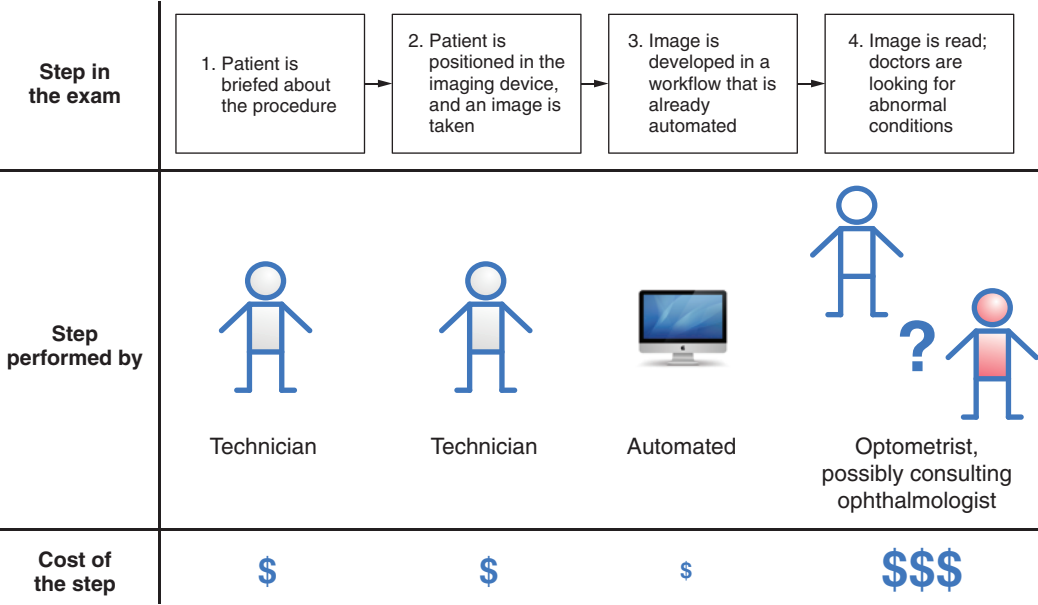 Step in
the exam
1. Patient is
briefed about
the procedure
2. Patient is
positioned in the
imaging device,
and an image is
taken
3. Image is
developed in a
workflow that is
already
automated
4. Image is read;
doctors are
looking for
abnormal
conditions
Step
performed by
?
Technician
Technician
Automated
Optometrist,
possibly consulting
ophthalmologist
Cost of
the step
$
$
$
$$$